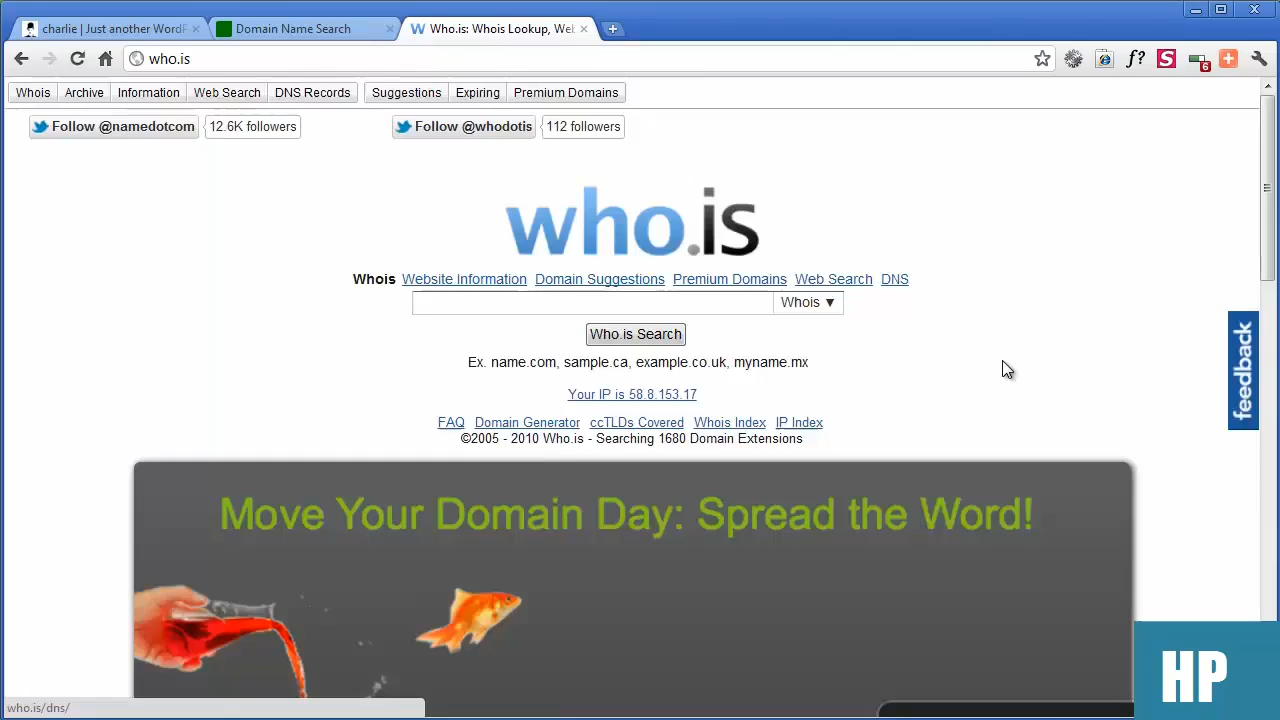 charlie | Just another WordP
Domain Name Search
Who.is: Whois Lookup, Web
who.is
f?
S
6
Whois Archive Information Web Search DNS Records Suggestions Expiring Premium Domains
Follow @namedotcom 12.6K followers Follow @whodotis 112 followers
who.is
Whois Website Information Domain Suggestions Premium Domains Web Search DNS
Whois ▼
Who.is Search
Ex. name.com, sample.ca, example.co.uk, myname.mx
Your IP is 58.8.153.17
feedback
FAQ Domain Generator ccTLDs Covered Whois Index IP Index
©2005 - 2010 Who.is - Searching 1680 Domain Extensions
Move Your Domain Day: Spread the Word!
HP
who.is/dns/